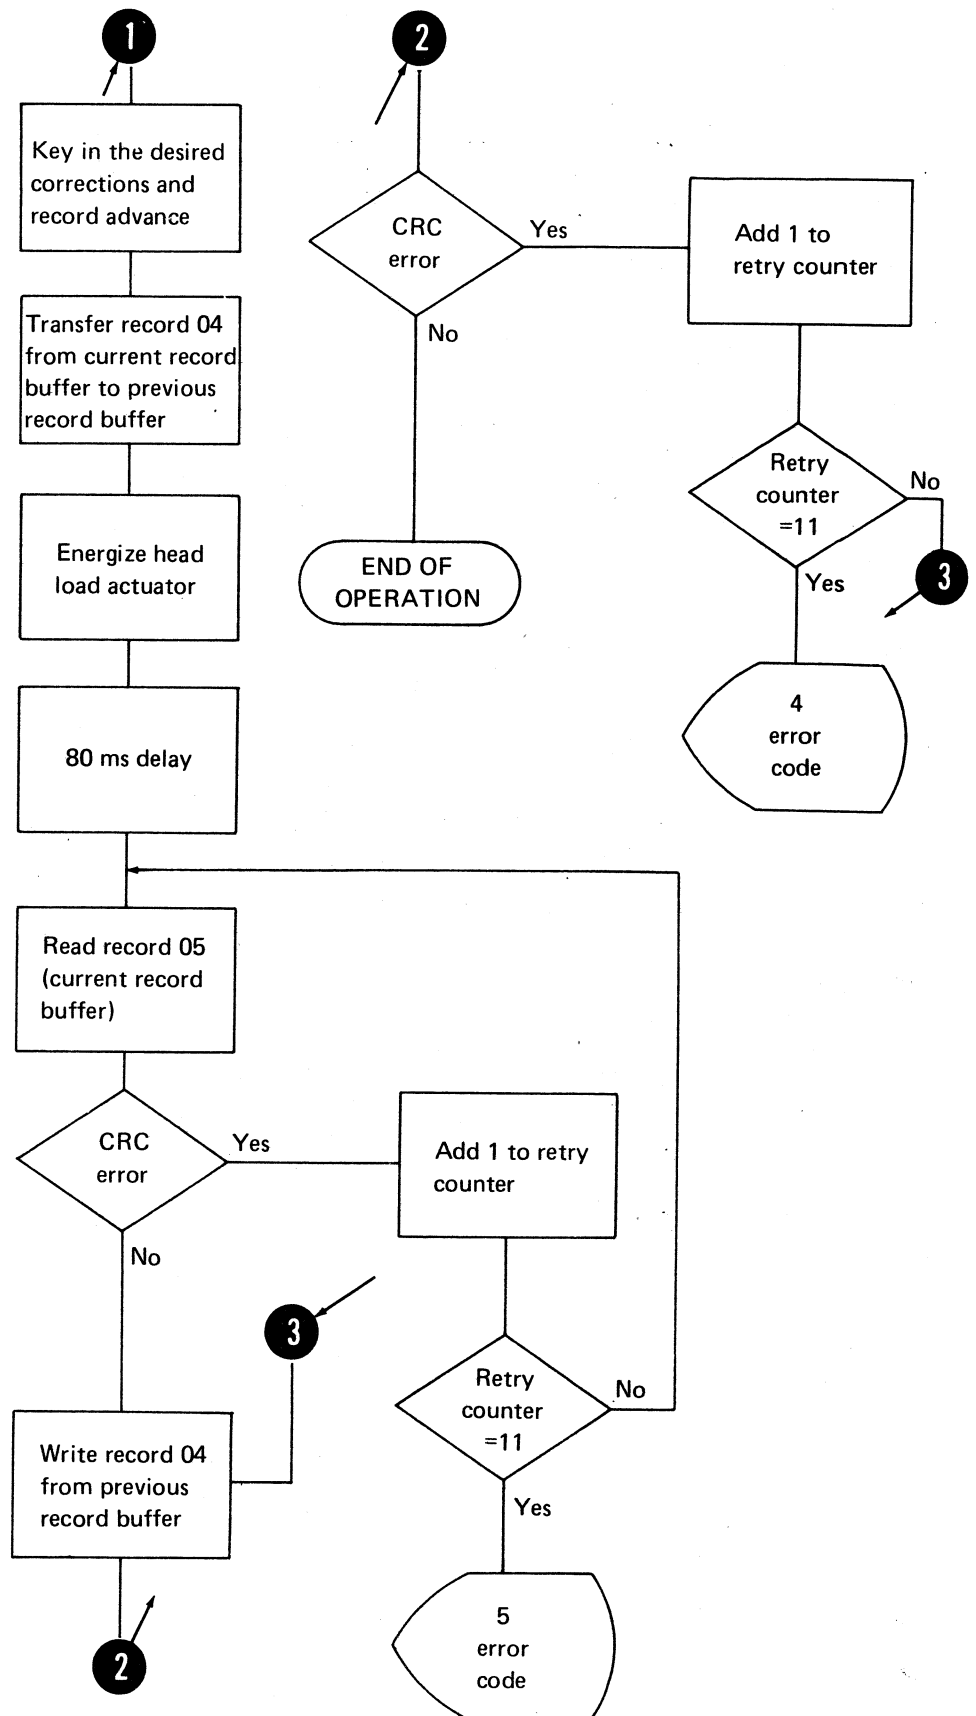 1
Key in the desired
corrections and
record advance
Transfer record 04
from current record
buffer to previous
record buffer
Energize head
load actuator
80 ms delay
Read record 05
(current record
buffer)
CRC
error
Yes
No
Add 1 to retry
counter
Retry
counter
=11
No
Yes
5
error
code
3
Write record 04
from previous
record buffer
2
2
CRC
error
Yes
No
END OF
OPERATION
Add 1 to
retry counter
Retry
counter
=11
No
3
Yes
4
error
code